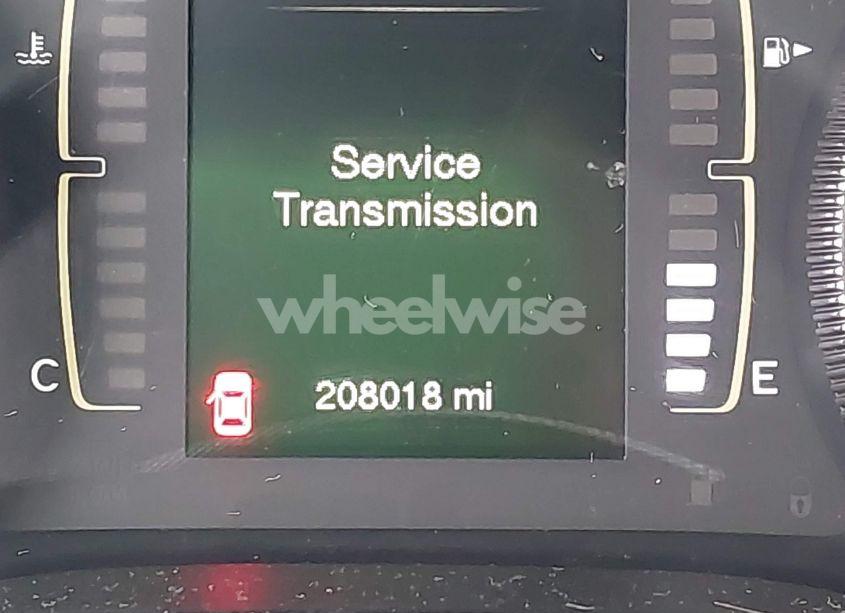 Service
Transmission
wheelwise
208018 mi
C
E